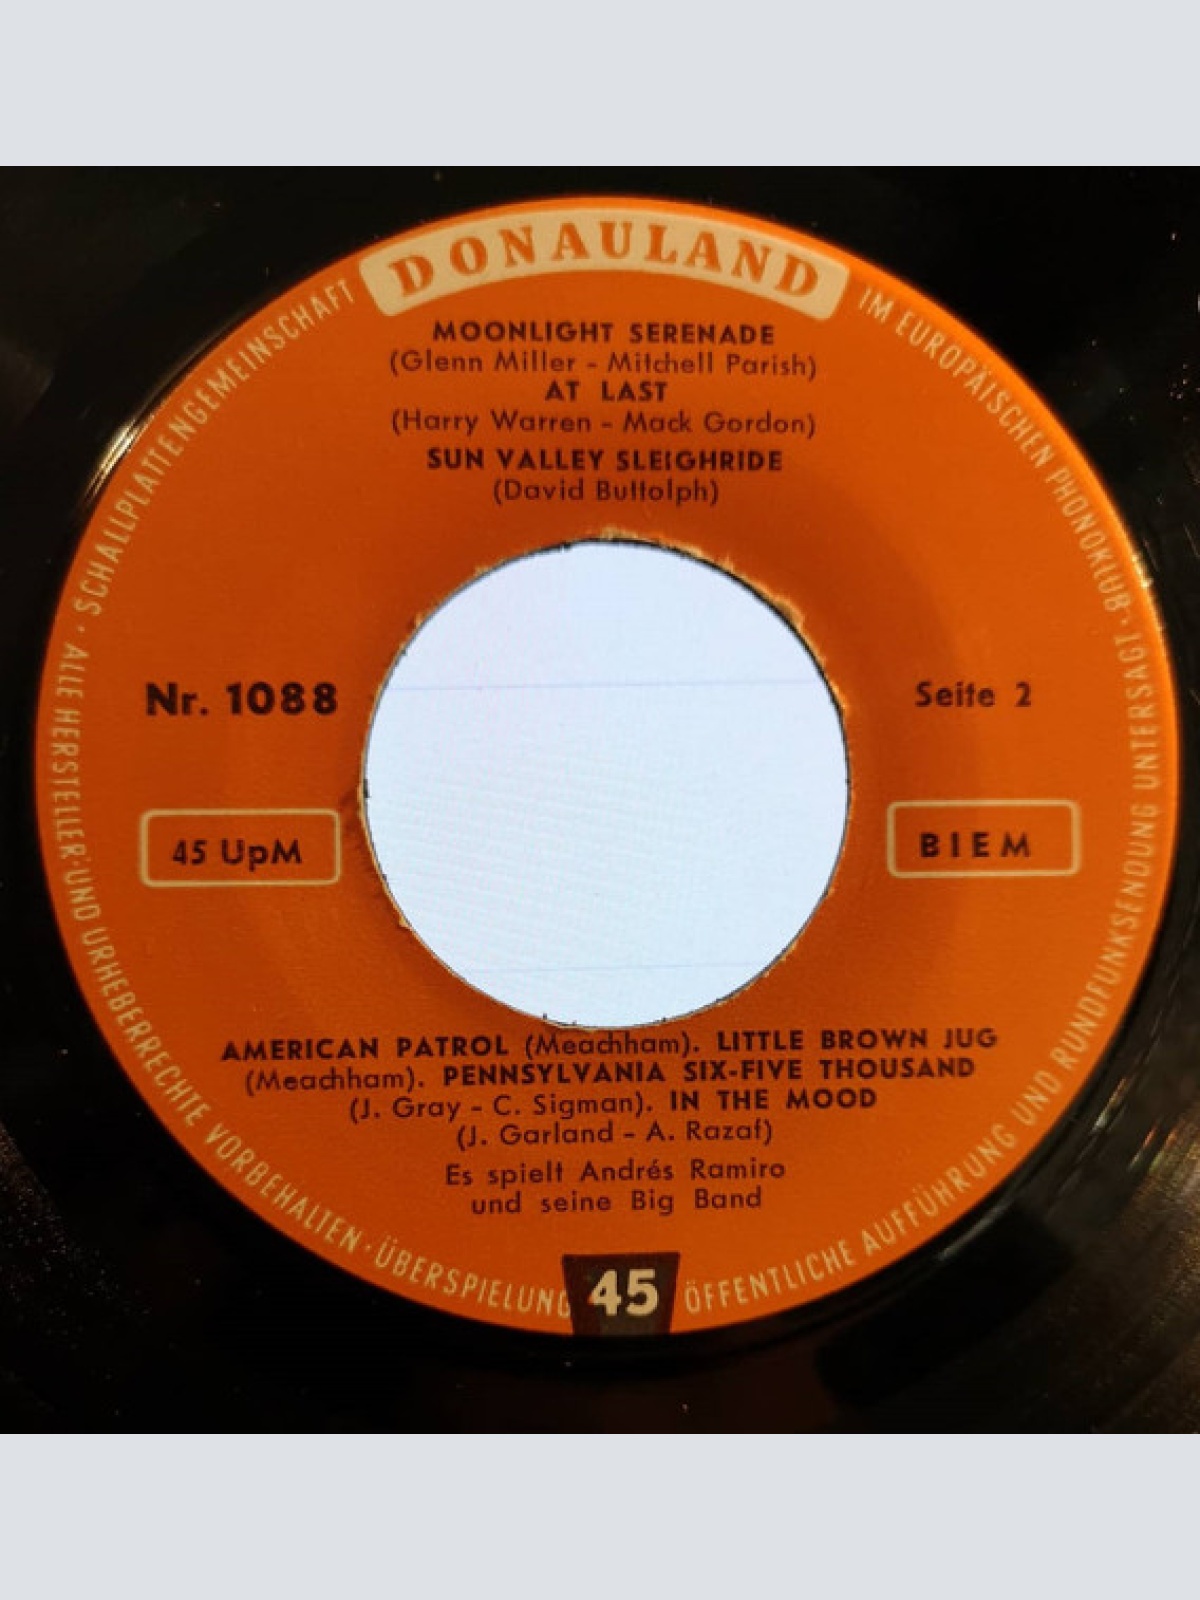 DONAULAND
SCHALLPLATTENGEMEINSCHAFT
IM EUROPÄISCHEN PHONOKLUB ·
MOONLIGHT SERENADE
(Glenn Miller - Mitchell Parish)
AT LAST
(Harry Warren - Mack Gordon)
SUN VALLEY SLEIGHRIDE
(David Buttolph)
Nr. 1088
Seite 2
45 UpM
BIEM
AMERICAN PATROL (Meachham). LITTLE BROWN JUG
(Meachham). PENNSYLVANIA SIX-FIVE THOUSAND
(J. Gray - C. Sigman). IN THE MOOD
(J. Garland - A. Razaf)
Es spielt Andrés Ramiro
und seine Big Band
· ALLE HERSTELLER- UND URHEBERRECHTE VORBEHALTEN · ÜBERSPIELUNG
45
ÖFFENTLICHE AUFFÜHRUNG UND RUNDFUNKSENDUNG UNTERSAGT ·